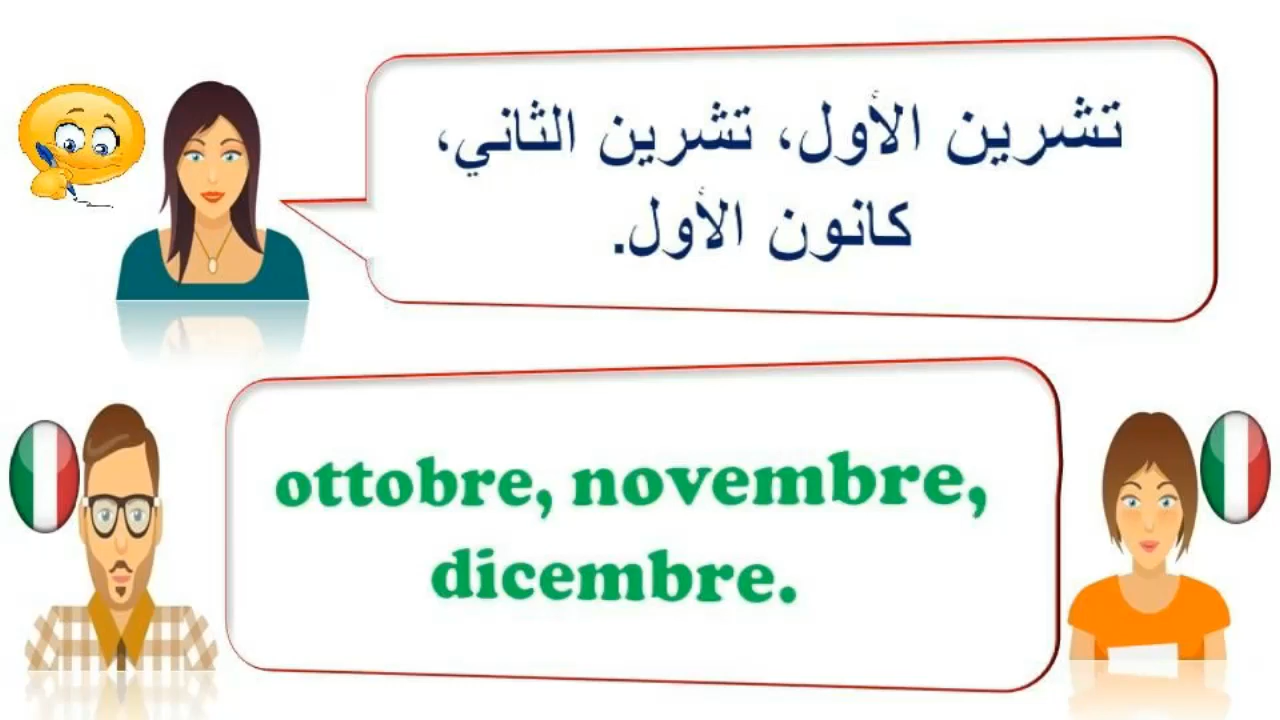 تشرين الأول، تشرين الثاني،
كانون الأول.
ottobre, novembre,
dicembre.